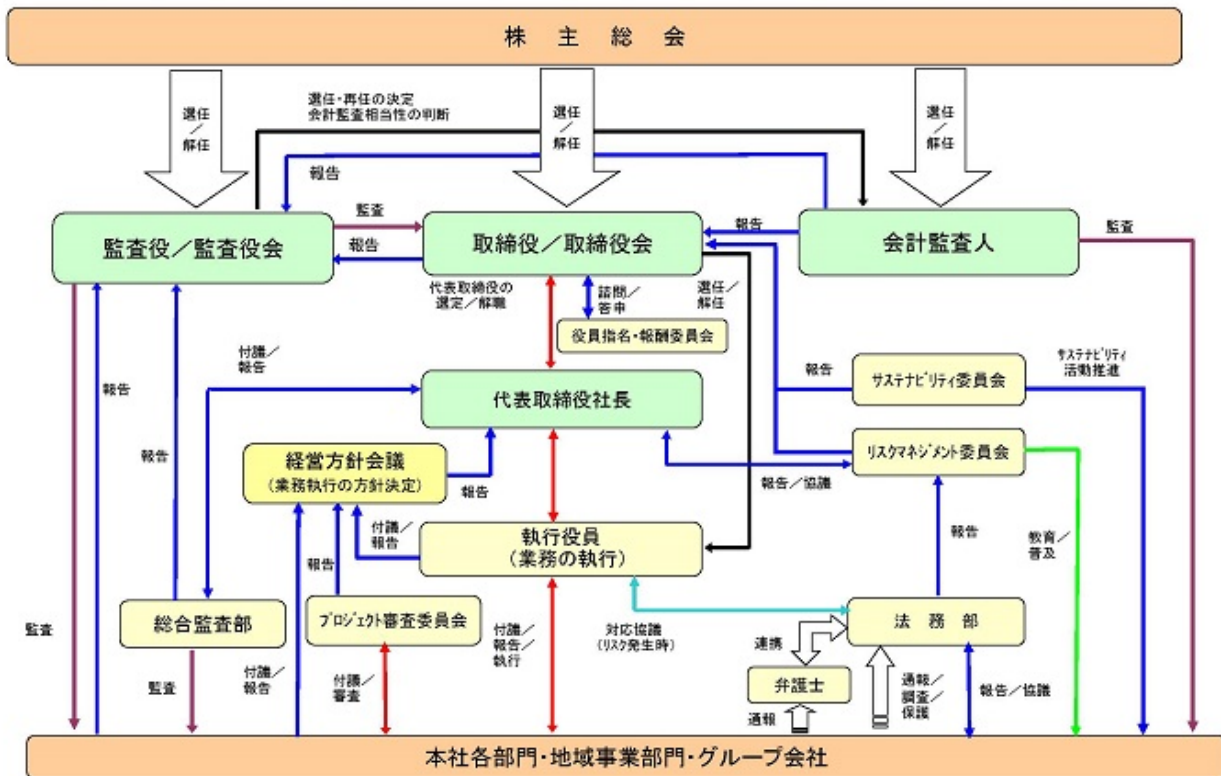 株主総会
選任
／
解任
選任・再任の決定
会計監査相当性の判断
選任
／
解任
選任
／
解任
報告
監査役／監査役会
監査
報告
取締役／取締役会
報告
会計監査人
監査
代表取締役の
選定／解職
諮問／
答申
選任／
解任
役員指名・報酬委員会
付議／
報告
報告
代表取締役社長
報告
サステナビリティ委員会
サステナビリティ
活動推進
報告
経営方針会議
(業務執行の方針決定)
報告
報告／協議
リスクマネジメント委員会
付議／
報告
報告
執行役員
(業務の執行)
報告
教育／
普及
監査
総合監査部
プロジェクト審査委員会
付議／
報告／
執行
対応協議
(リスク発生時)
法務部
連携
監査
付議／
報告
付議／
審査
弁護士
通報
通報／
調査／
保護
報告／協議
本社各部門・地域事業部門・グループ会社